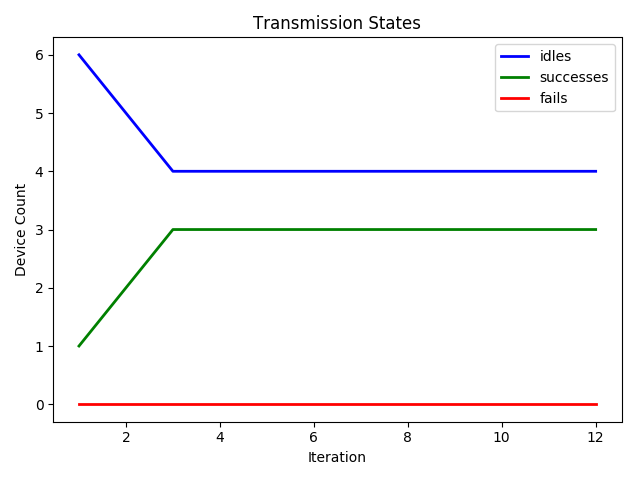 Transmission States
idles
successes
fails
Device Count
6
5
4
3
2
1
0
2 4 6 8 10 12
Iteration